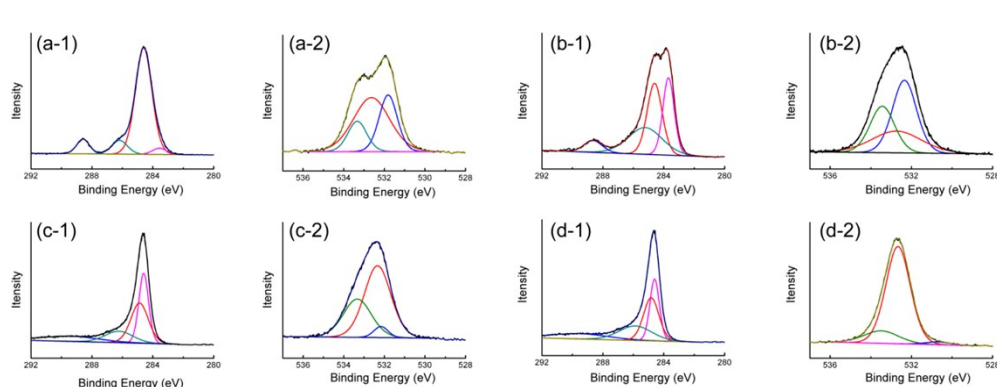 (a-1)
Itensity
292 288 284 280
Binding Energy (eV)
(a-2)
Itensity
536 534 532 530 528
Binding Energy (eV)
(b-1)
Itensity
292 288 284 280
Binding Energy (eV)
(b-2)
Itensity
536 532 528
Binding Energy (eV)
(c-1)
Itensity
292 288 284 280
Binding Energy (eV)
(c-2)
Itensity
536 534 532 530 528
Binding Energy (eV)
(d-1)
Itensity
292 288 284 280
Binding Energy (eV)
(d-2)
Itensity
536 532 528
Binding Energy (eV)